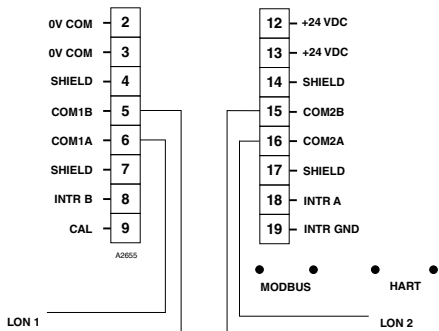 0V COM 2
0V COM 3
SHIELD 4
COM1B 5
COM1A 6
SHIELD 7
INTR B 8
CAL 9
A2655
LON 1
12 +24 VDC
13 +24 VDC
14 SHIELD
15 COM2B
16 COM2A
17 SHIELD
18 INTR A
19 INTR GND
MODBUS HART
LON 2